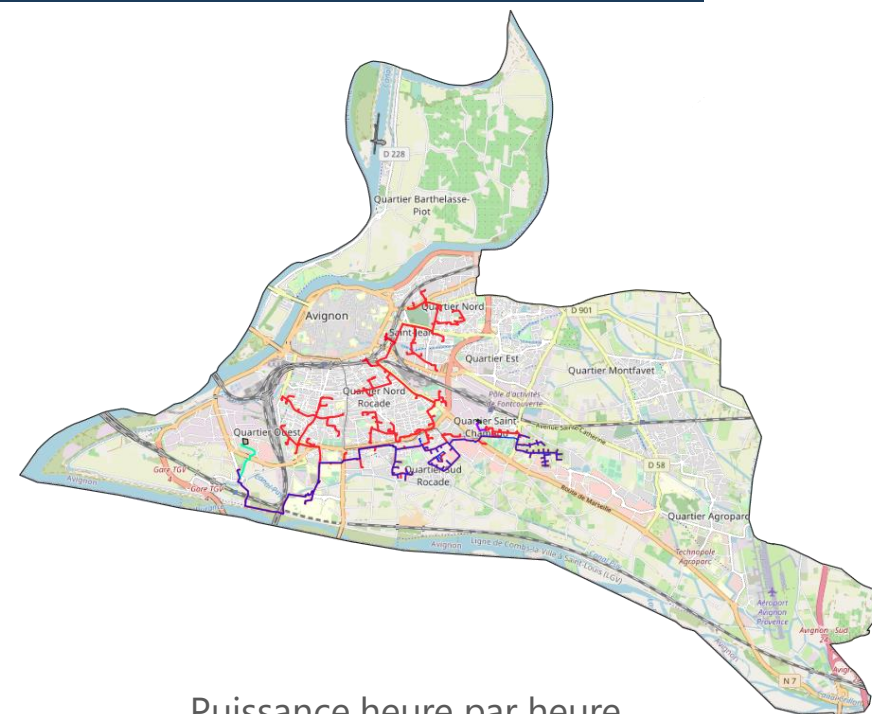 D 228
Quartier Barthelasse-
Piot
Avignon
Quartier Nord
Saint-Jean
D 901
Quartier Est
Quartier Montfavet
Quartier Nord
Rocade
Pôle d'activités
de Fontcouverte
Quartier Saint-
Avenue Sainte-Catherine
Quartier Ouest
D 58
Gare TGV
Quartier Sud
Rocade
Gare TGV
Avignon
Route de Marseille
Quartier Agroparc
Avignon
Ligne de Combs-la-Ville à Saint-Louis (LGV)
Technopole
Agroparc
Aéroport
Avignon
Provence
Avignon - Sud
Avignon
N 7
Puissance heure par heure